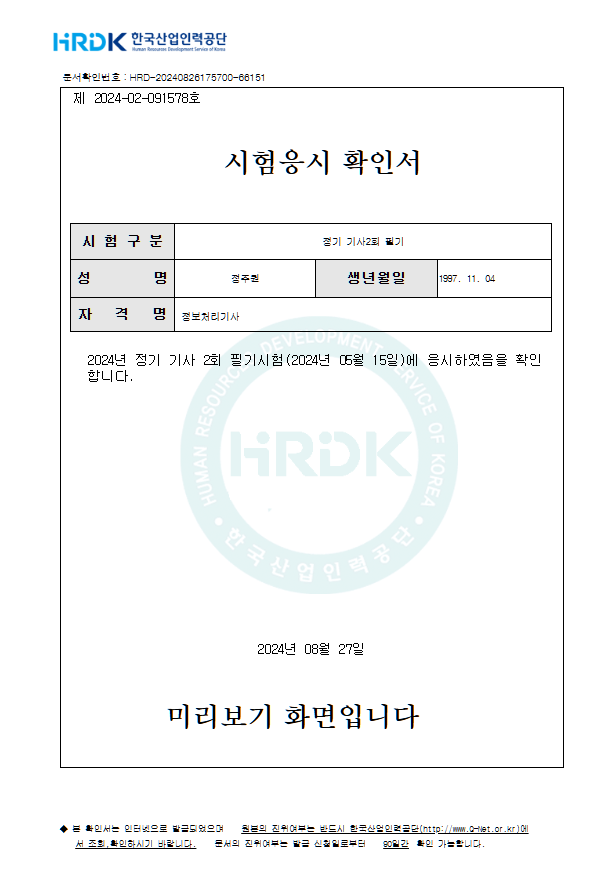 HRDK 한국산업인력공단
Human Resources Development Service of Korea
문서확인번호 : HRD-20240826175700-66151
제 2024-02-091578호
시험응시 확인서
시 험 구 분 정기 기사2회 필기
성 명 정주원 생년월일 1997. 11. 04
자 격 명 정보처리기사
2024년 정기 기사 2회 필기시험(2024년 05월 15일)에 응시하였음을 확인
합니다.
HUMAN RESOURCES DEVELOPMENT SERVICE OF KOREA
HRDK
한국산업인력공단
2024년 08월 27일
미리보기 화면입니다
◆ 본 확인서는 인터넷으로 발급되었으며 원본의 진위여부는 반드시 한국산업인력공단(http://www.Q-Net.or.kr)에
서 조회,확인하시기 바랍니다. 문서의 진위여부는 발급 신청일로부터 90일간 확인 가능합니다.